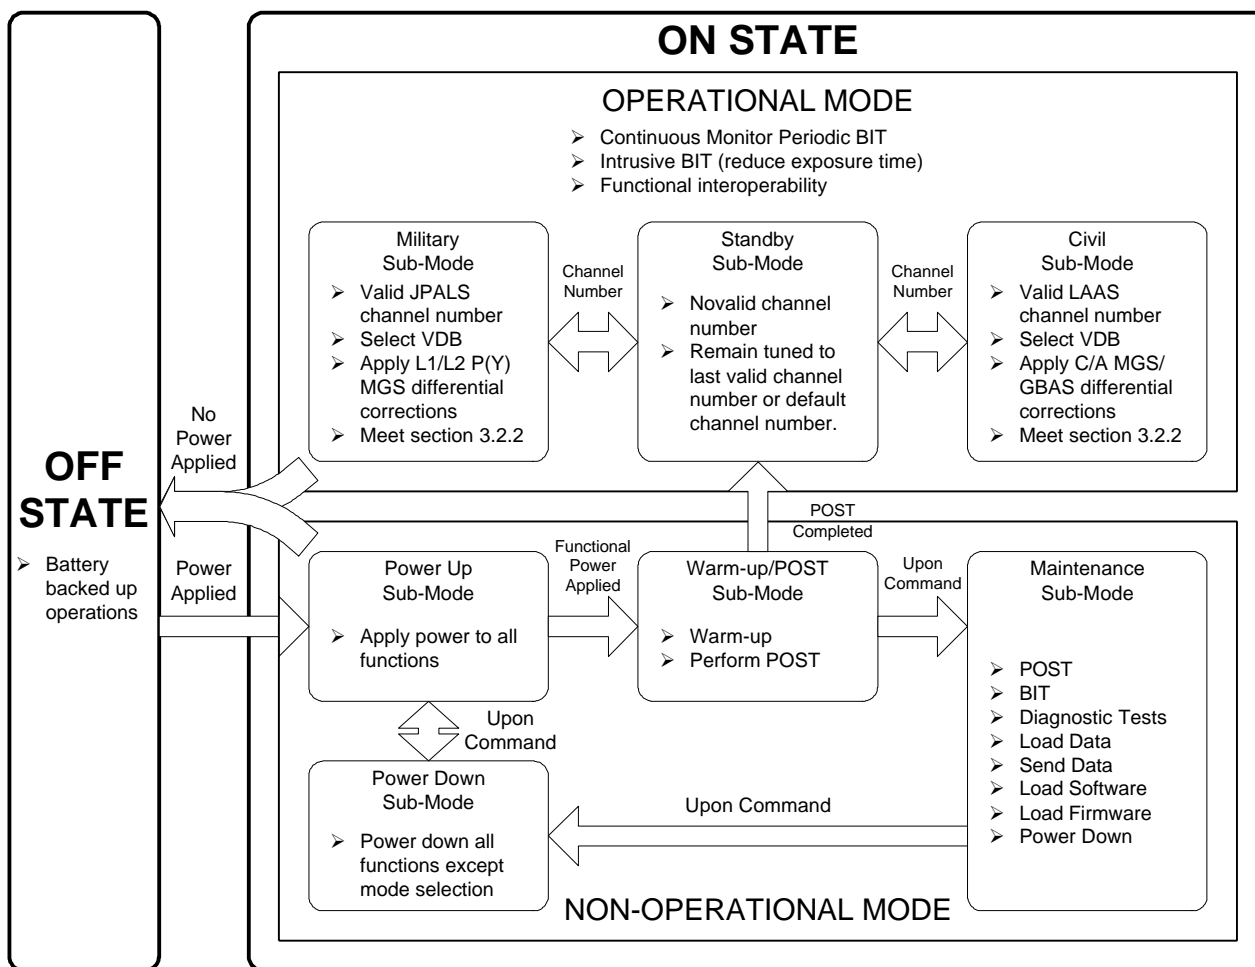 ON STATE
OPERATIONAL MODE
➢ Continuous Monitor Periodic BIT
➢ Intrusive BIT (reduce exposure time)
➢ Functional interoperability
Military
Sub-Mode
➢ Valid JPALS
channel number
➢ Select VDB
➢ Apply L1/L2 P(Y)
MGS differential
corrections
➢ Meet section 3.2.2
Channel
Number
Standby
Sub-Mode
➢ Novalid channel
number
➢ Remain tuned to
last valid channel
number or default
channel number.
Channel
Number
Civil
Sub-Mode
➢ Valid LAAS
channel number
➢ Select VDB
➢ Apply C/A MGS/
GBAS differential
corrections
➢ Meet section 3.2.2
No
Power
Applied
OFF
STATE
➢ Battery
backed up
operations
Power
Applied
POST
Completed
Power Up
Sub-Mode
➢ Apply power to all
functions
Functional
Power
Applied
Warm-up/POST
Sub-Mode
➢ Warm-up
➢ Perform POST
Upon
Command
Maintenance
Sub-Mode
➢ POST
➢ BIT
➢ Diagnostic Tests
➢ Load Data
➢ Send Data
➢ Load Software
➢ Load Firmware
➢ Power Down
Upon
Command
Power Down
Sub-Mode
➢ Power down all
functions except
mode selection
Upon Command
NON-OPERATIONAL MODE